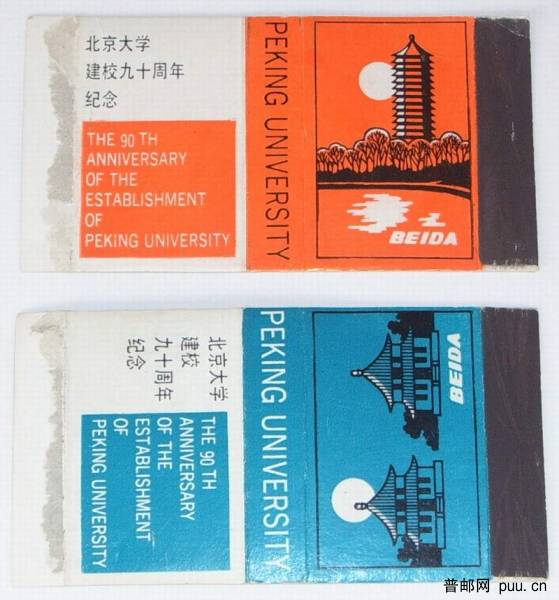 北京大学
建校九十周年
纪念
THE 90 TH
ANNIVERSARY
OF THE
ESTABLISHMENT
OF
PEKING UNIVERSITY
PEKING UNIVERSITY
BEIDA
北京大学
建校
九十周年
纪念
THE 90 TH
ANNIVERSARY
OF THE
ESTABLISHMENT
OF
PEKING UNIVERSITY
PEKING UNIVERSITY
BEIDA
普邮网 puu.cn